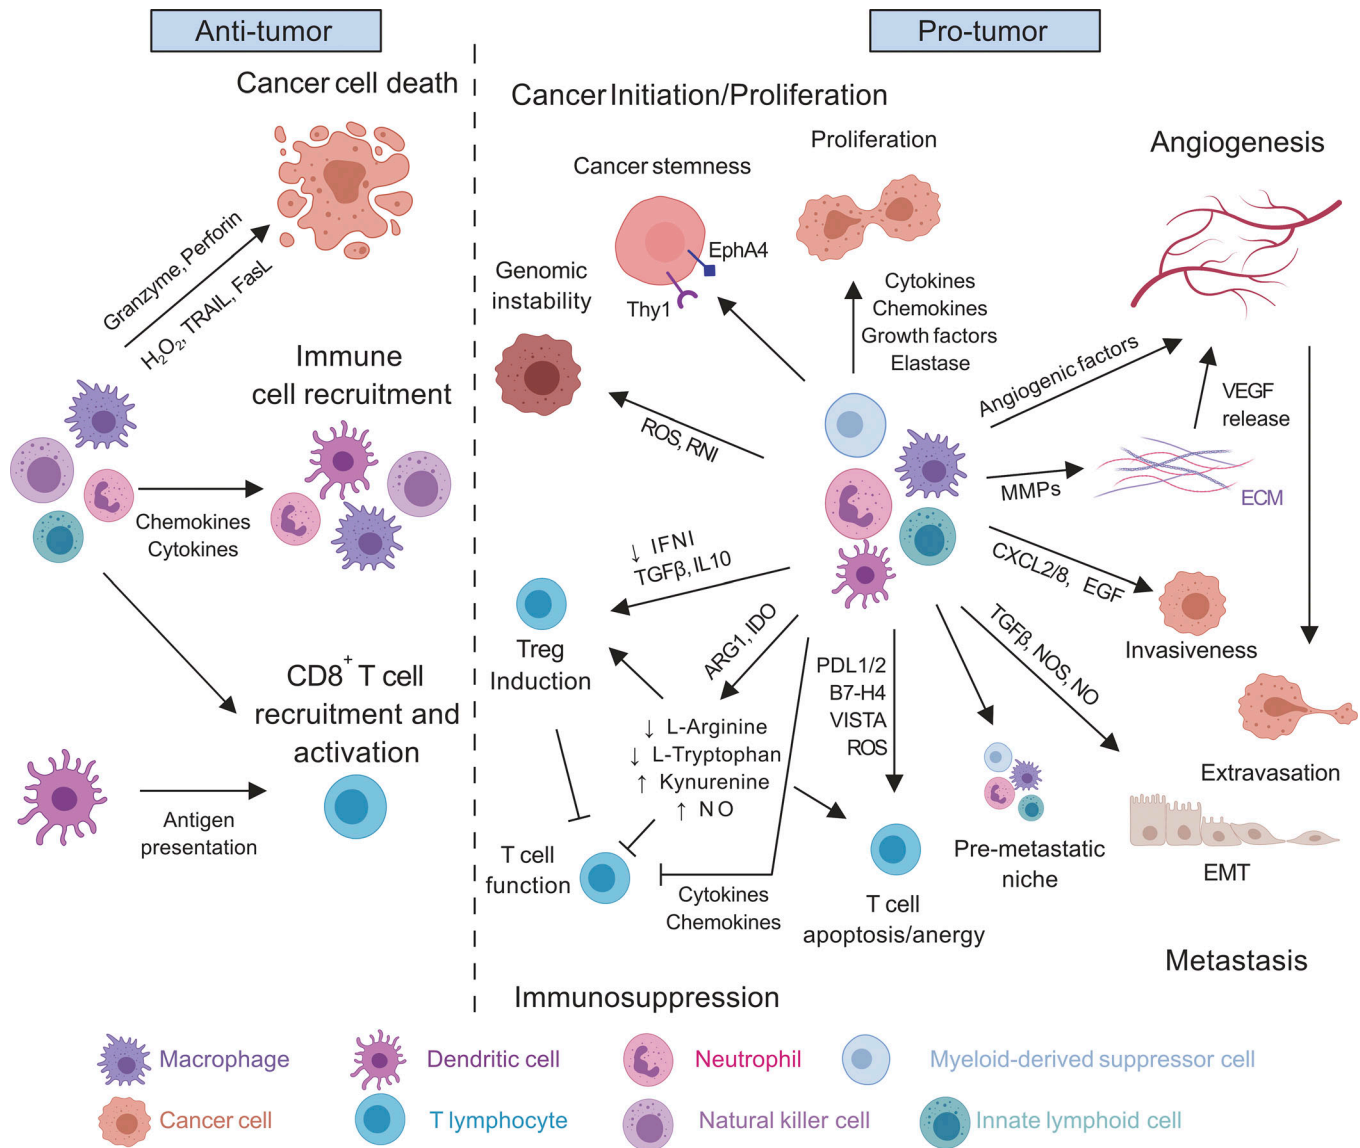 Anti-tumor
Pro-tumor
Cancer cell death
Granzyme, Perforin
H₂O₂, TRAIL, FasL
Immune
cell recruitment
Chemokines
Cytokines
CD8⁺ T cell
recruitment and
activation
Antigen
presentation
Cancer Initiation/Proliferation
Proliferation
Cancer stemness
EphA4
Thy1
Genomic
instability
Cytokines
Chemokines
Growth factors
Elastase
ROS, RNI
Angiogenesis
Angiogenic factors
VEGF
release
MMPs
ECM
CXCL2/8, EGF
Invasiveness
TGFβ, NOS, NO
Extravasation
EMT
Pre-metastatic
niche
Metastasis
↓ IFNI
TGFβ, IL10
Treg
Induction
ARG1, IDO
↓ L-Arginine
↓ L-Tryptophan
↑ Kynurenine
↑ NO
PDL1/2
B7-H4
VISTA
ROS
T cell
function
Cytokines
Chemokines
T cell
apoptosis/anergy
Immunosuppression
Macrophage
Dendritic cell
Neutrophil
Myeloid-derived suppressor cell
Cancer cell
T lymphocyte
Natural killer cell
Innate lymphoid cell